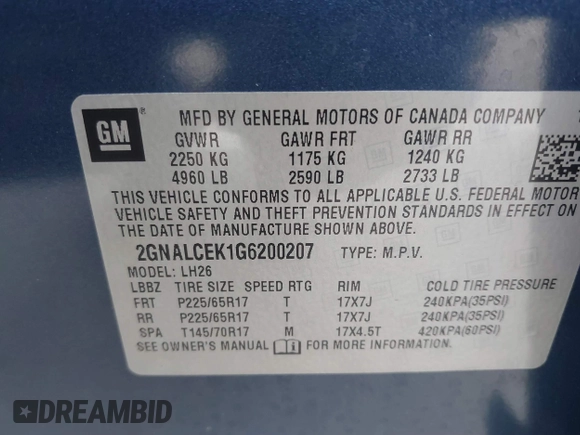 GM ®
MFD BY GENERAL MOTORS OF CANADA COMPANY
GVWR GAWR FRT GAWR RR
2250 KG 1175 KG 1240 KG
4960 LB 2590 LB 2733 LB
THIS VEHICLE CONFORMS TO ALL APPLICABLE U.S. FEDERAL MOTOR
VEHICLE SAFETY AND THEFT PREVENTION STANDARDS IN EFFECT ON
THE DATE OF MANUFACTURE SHOWN ABOVE.
2GNALCEK1G6200207 TYPE: M.P.V.
MODEL: LH26
LBBZ TIRE SIZE SPEED RTG RIM COLD TIRE PRESSURE
FRT P225/65R17 T 17X7J 240KPA(35PSI)
RR P225/65R17 T 17X7J 240KPA(35PSI)
SPA T145/70R17 M 17X4.5T 420KPA(60PSI)
SEE OWNER'S MANUAL FOR MORE INFORMATION
DREAMBID